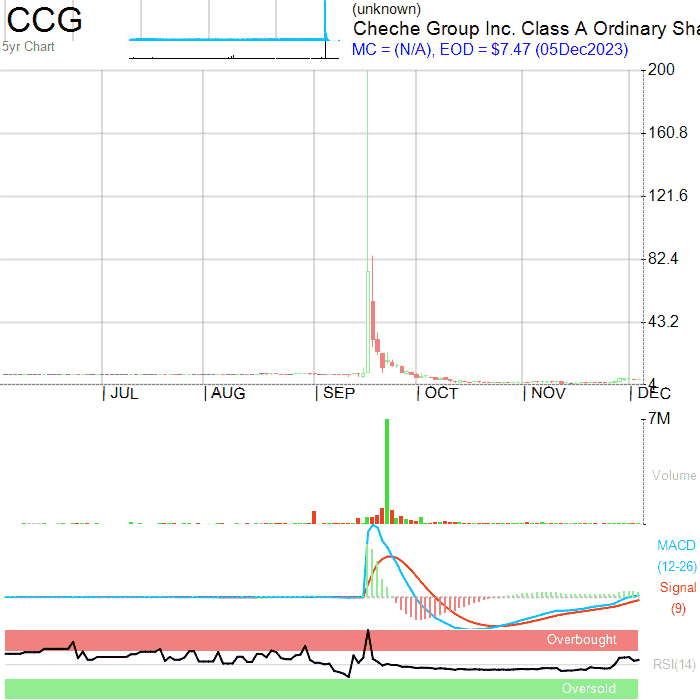 CCG
5yr Chart
(unknown)
Cheche Group Inc. Class A Ordinary Sha
MC = (N/A), EOD = $7.47 (05Dec2023)
200
160.8
121.6
82.4
43.2
4
JUL AUG SEP OCT NOV DEC
7M
Volume
MACD
(12-26)
Signal
(9)
Overbought
RSI(14)
Oversold